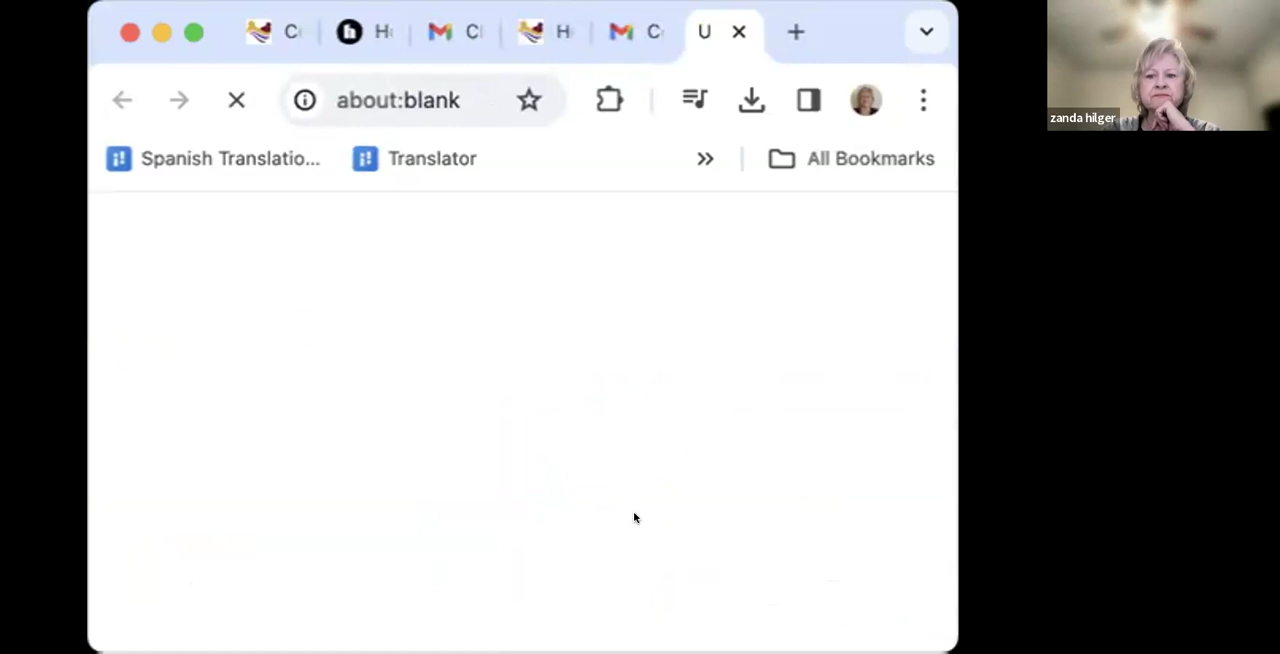 C
H
C
H
C
U
about:blank
Spanish Translatio... Translator All Bookmarks
zanda hilger